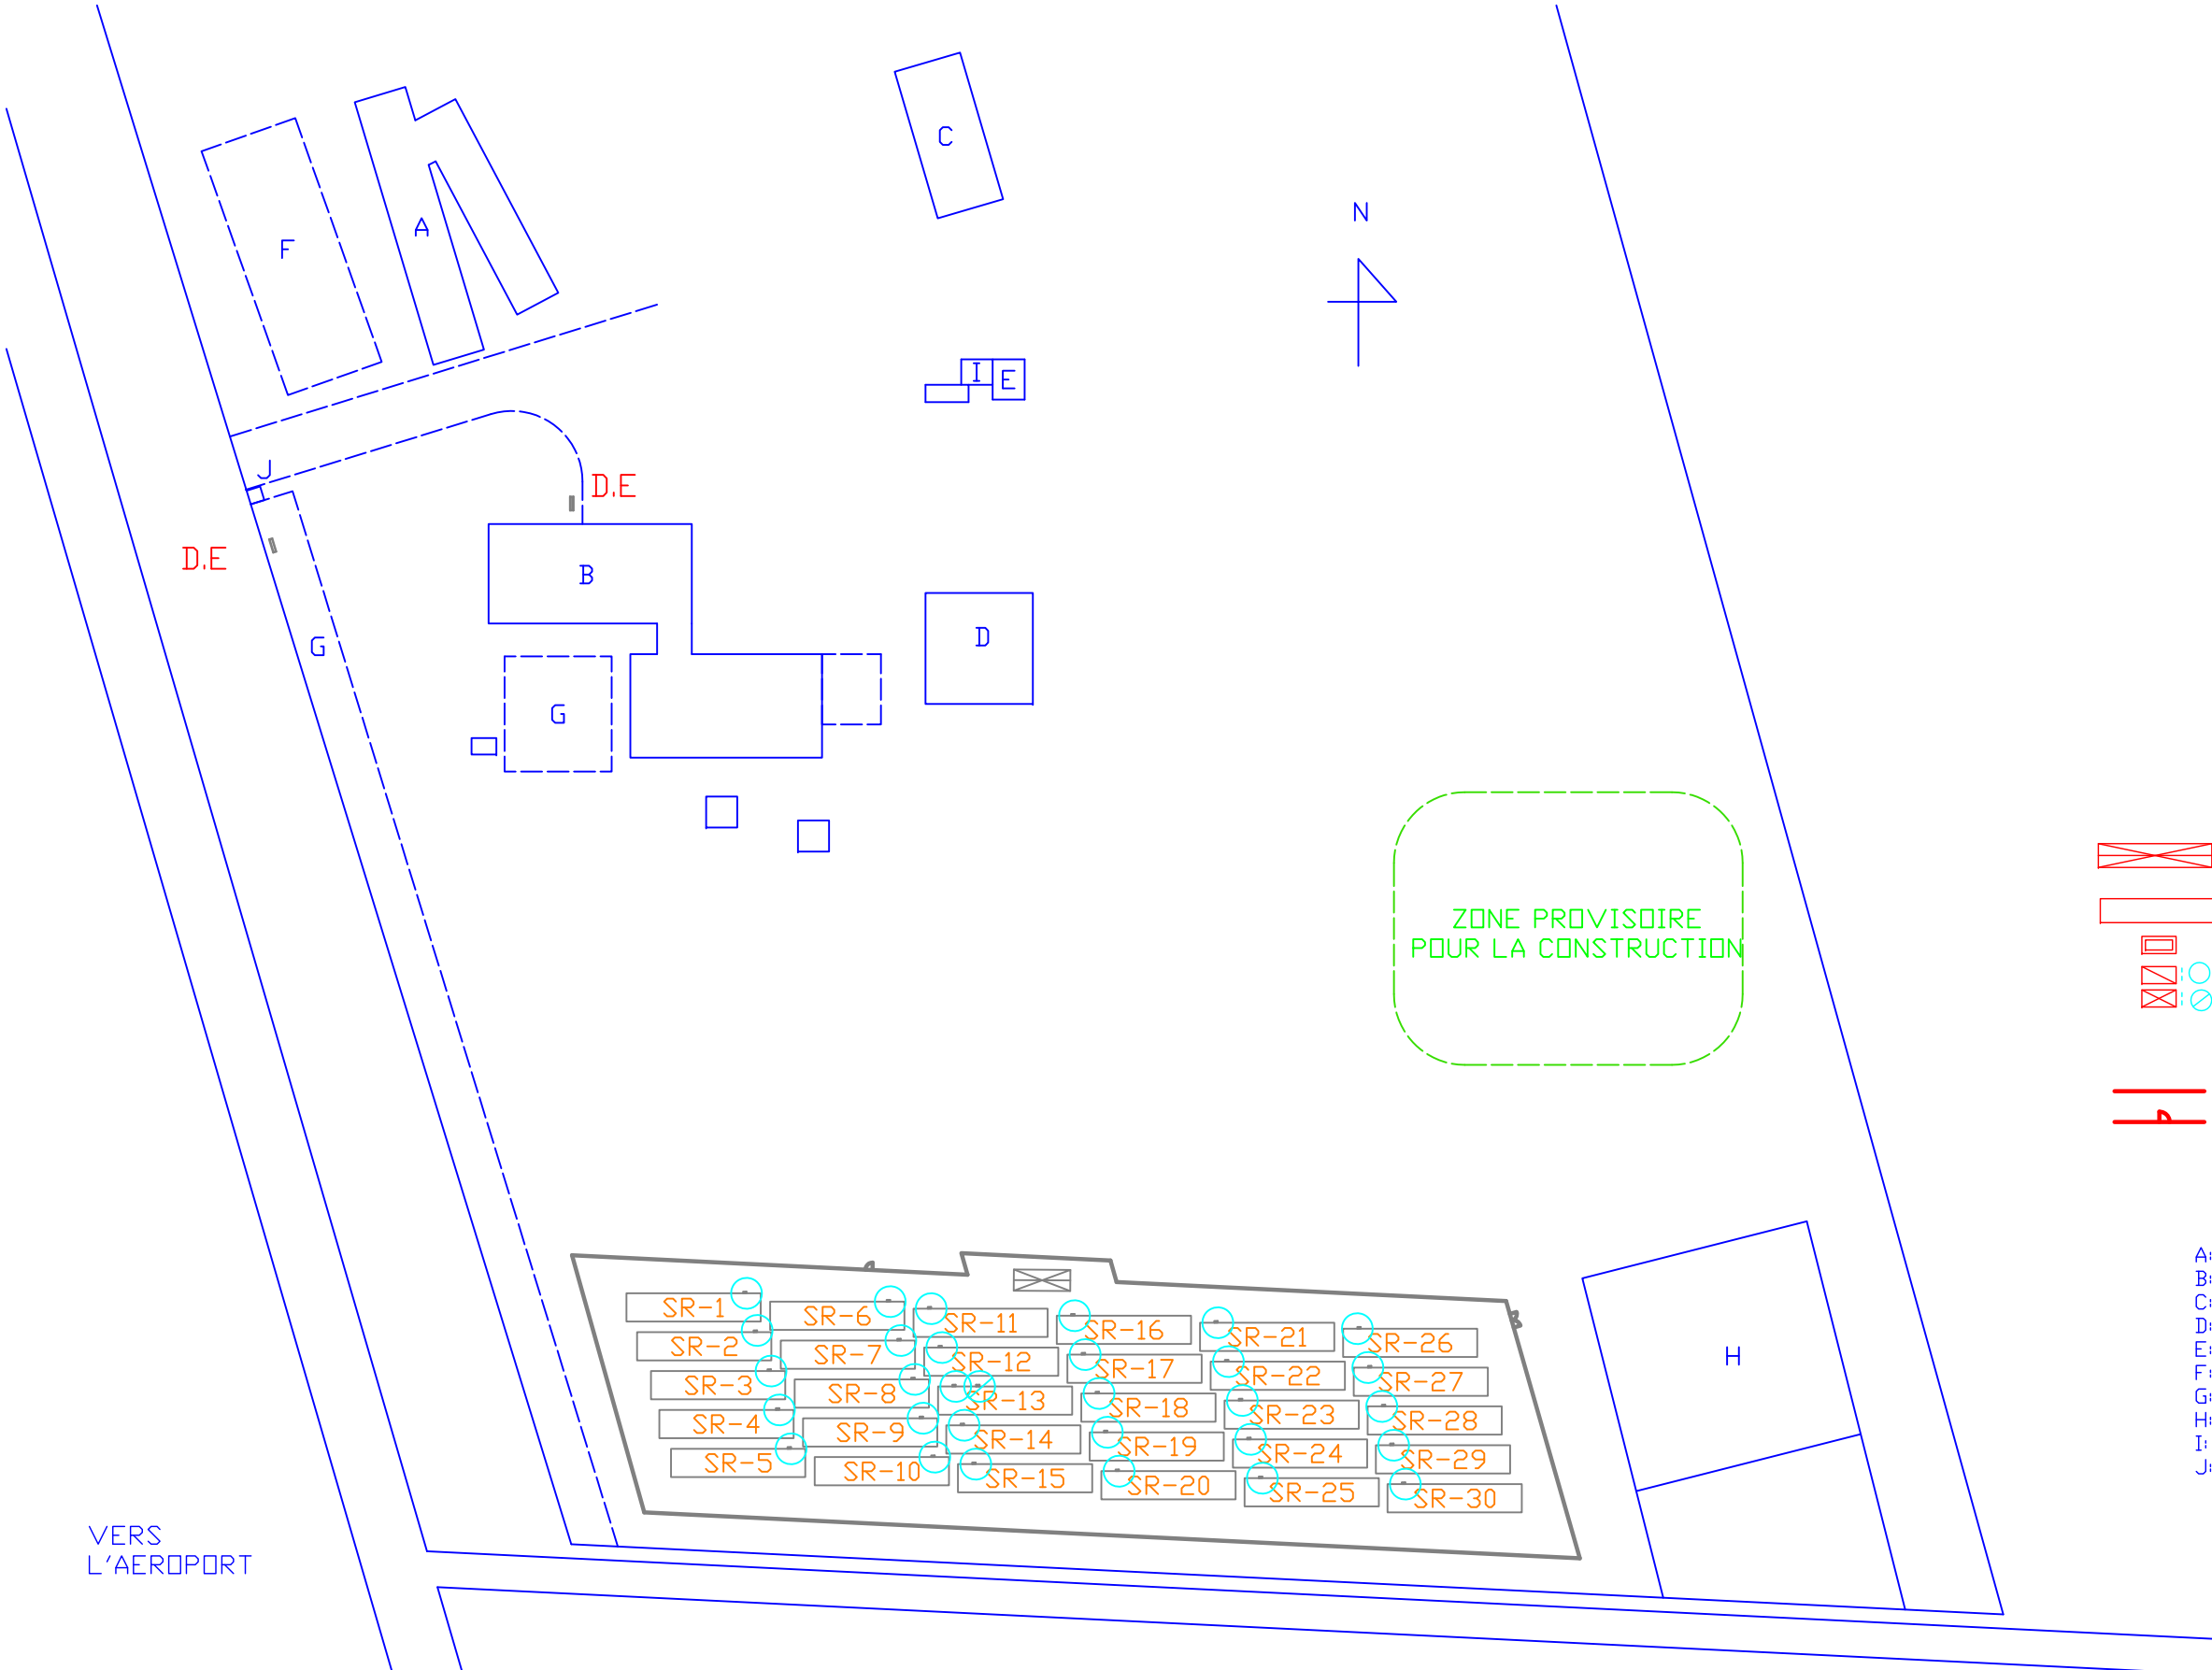 C
N
F
A
I
E
J
D.E
D.E
B
G
D
G
ZONE PROVISOIRE
POUR LA CONSTRUCTION
SR-1
SR-6
SR-11
SR-16
SR-21
SR-26
SR-2
SR-7
SR-12
SR-17
SR-22
SR-27
SR-3
SR-8
SR-13
SR-18
SR-23
SR-28
SR-4
SR-9
SR-14
SR-19
SR-24
SR-29
SR-5
SR-10
SR-15
SR-20
SR-25
SR-30
H
A:
B:
C:
D:
E:
F:
G:
H:
I:
J:
VERS
L'AEROPORT